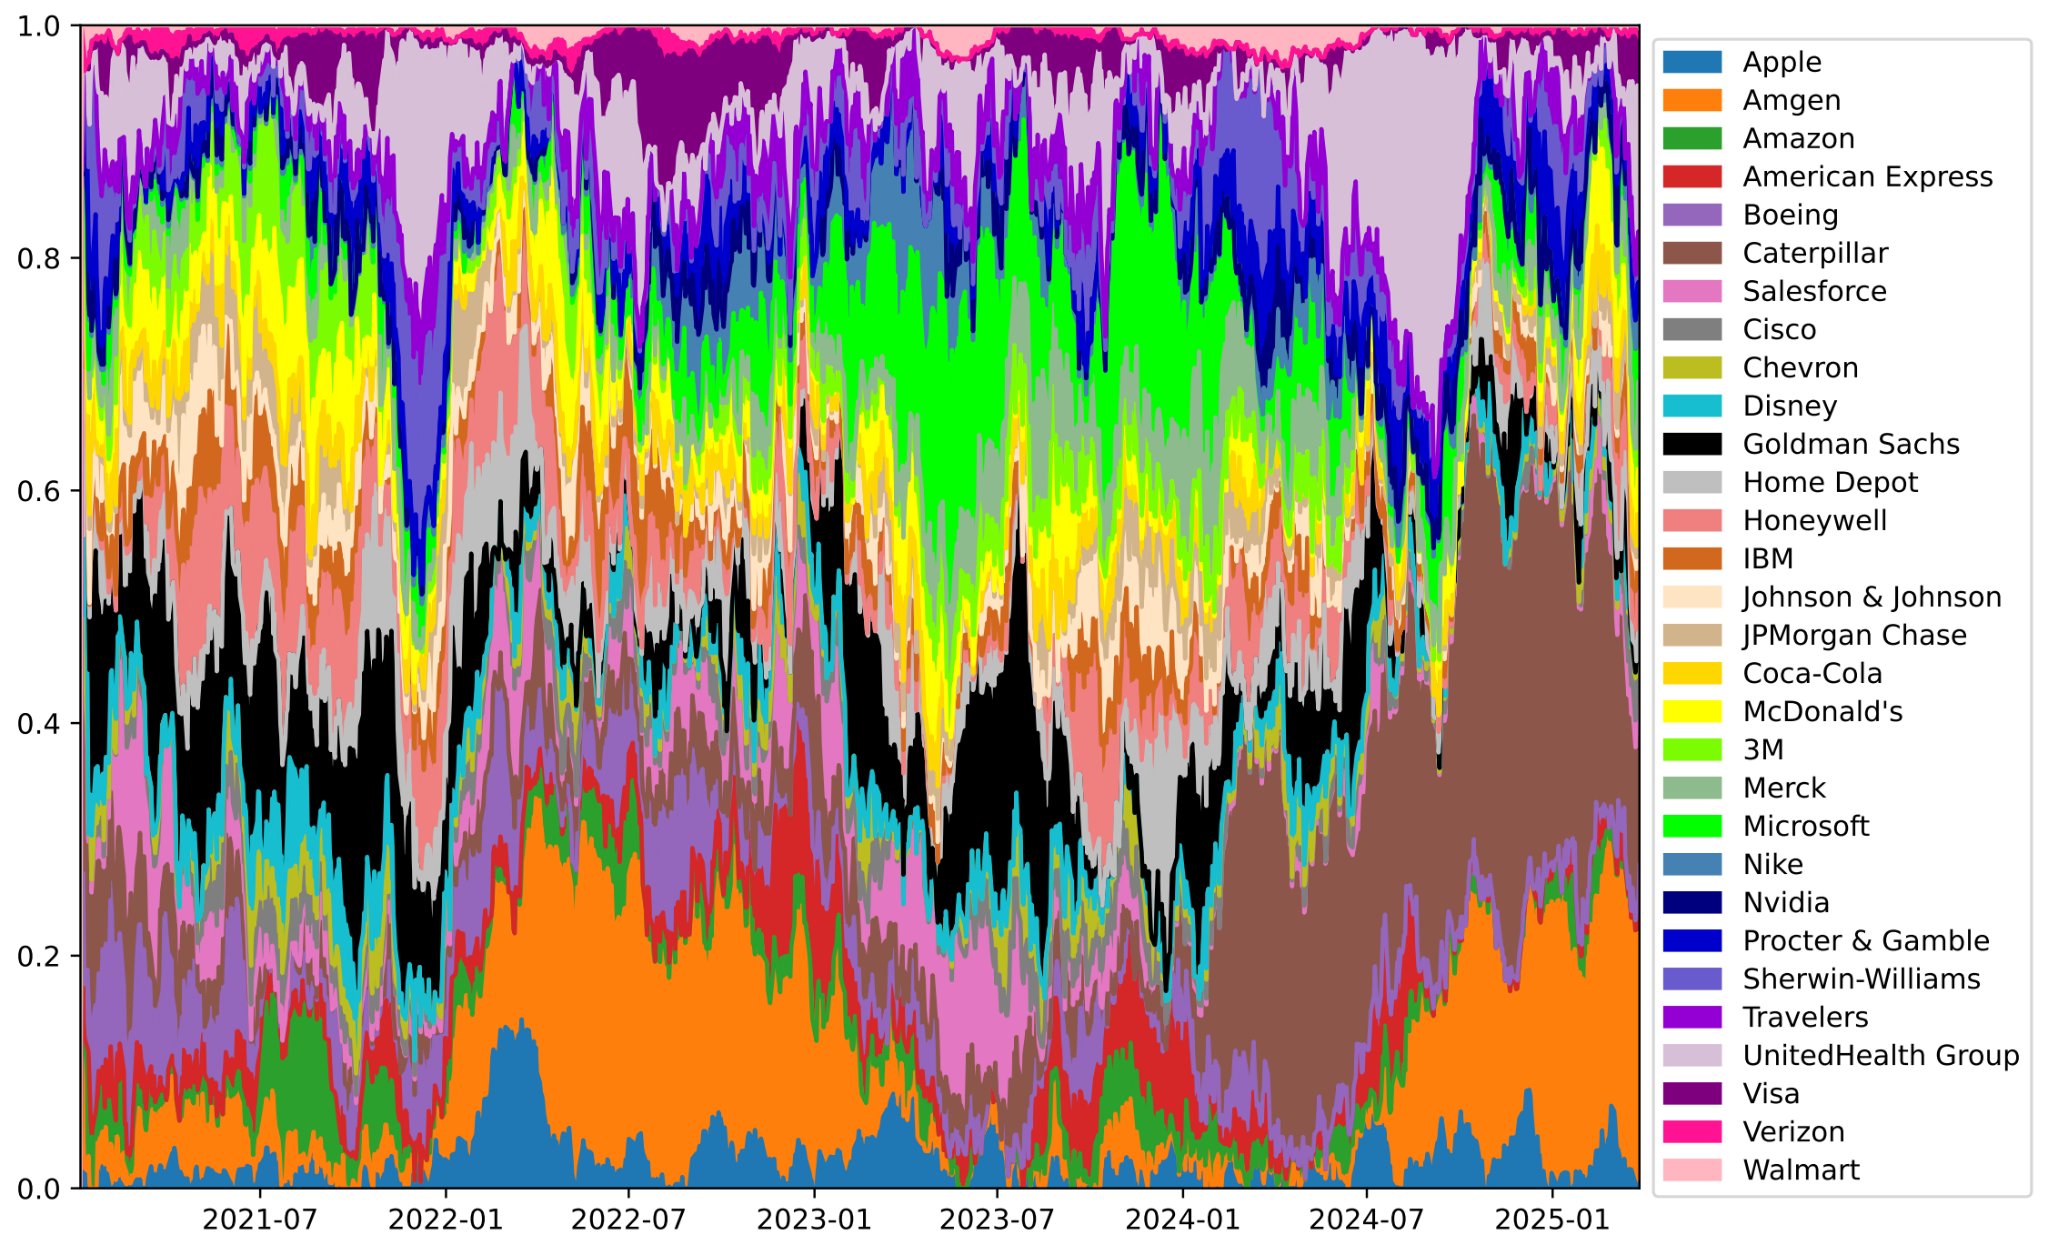 1.0
0.8
0.6
0.4
0.2
0.0
2021-07 2022-01 2022-07 2023-01 2023-07 2024-01 2024-07 2025-01
Apple
Amgen
Amazon
American Express
Boeing
Caterpillar
Salesforce
Cisco
Chevron
Disney
Goldman Sachs
Home Depot
Honeywell
IBM
Johnson & Johnson
JPMorgan Chase
Coca-Cola
McDonald's
3M
Merck
Microsoft
Nike
Nvidia
Procter & Gamble
Sherwin-Williams
Travelers
UnitedHealth Group
Visa
Verizon
Walmart